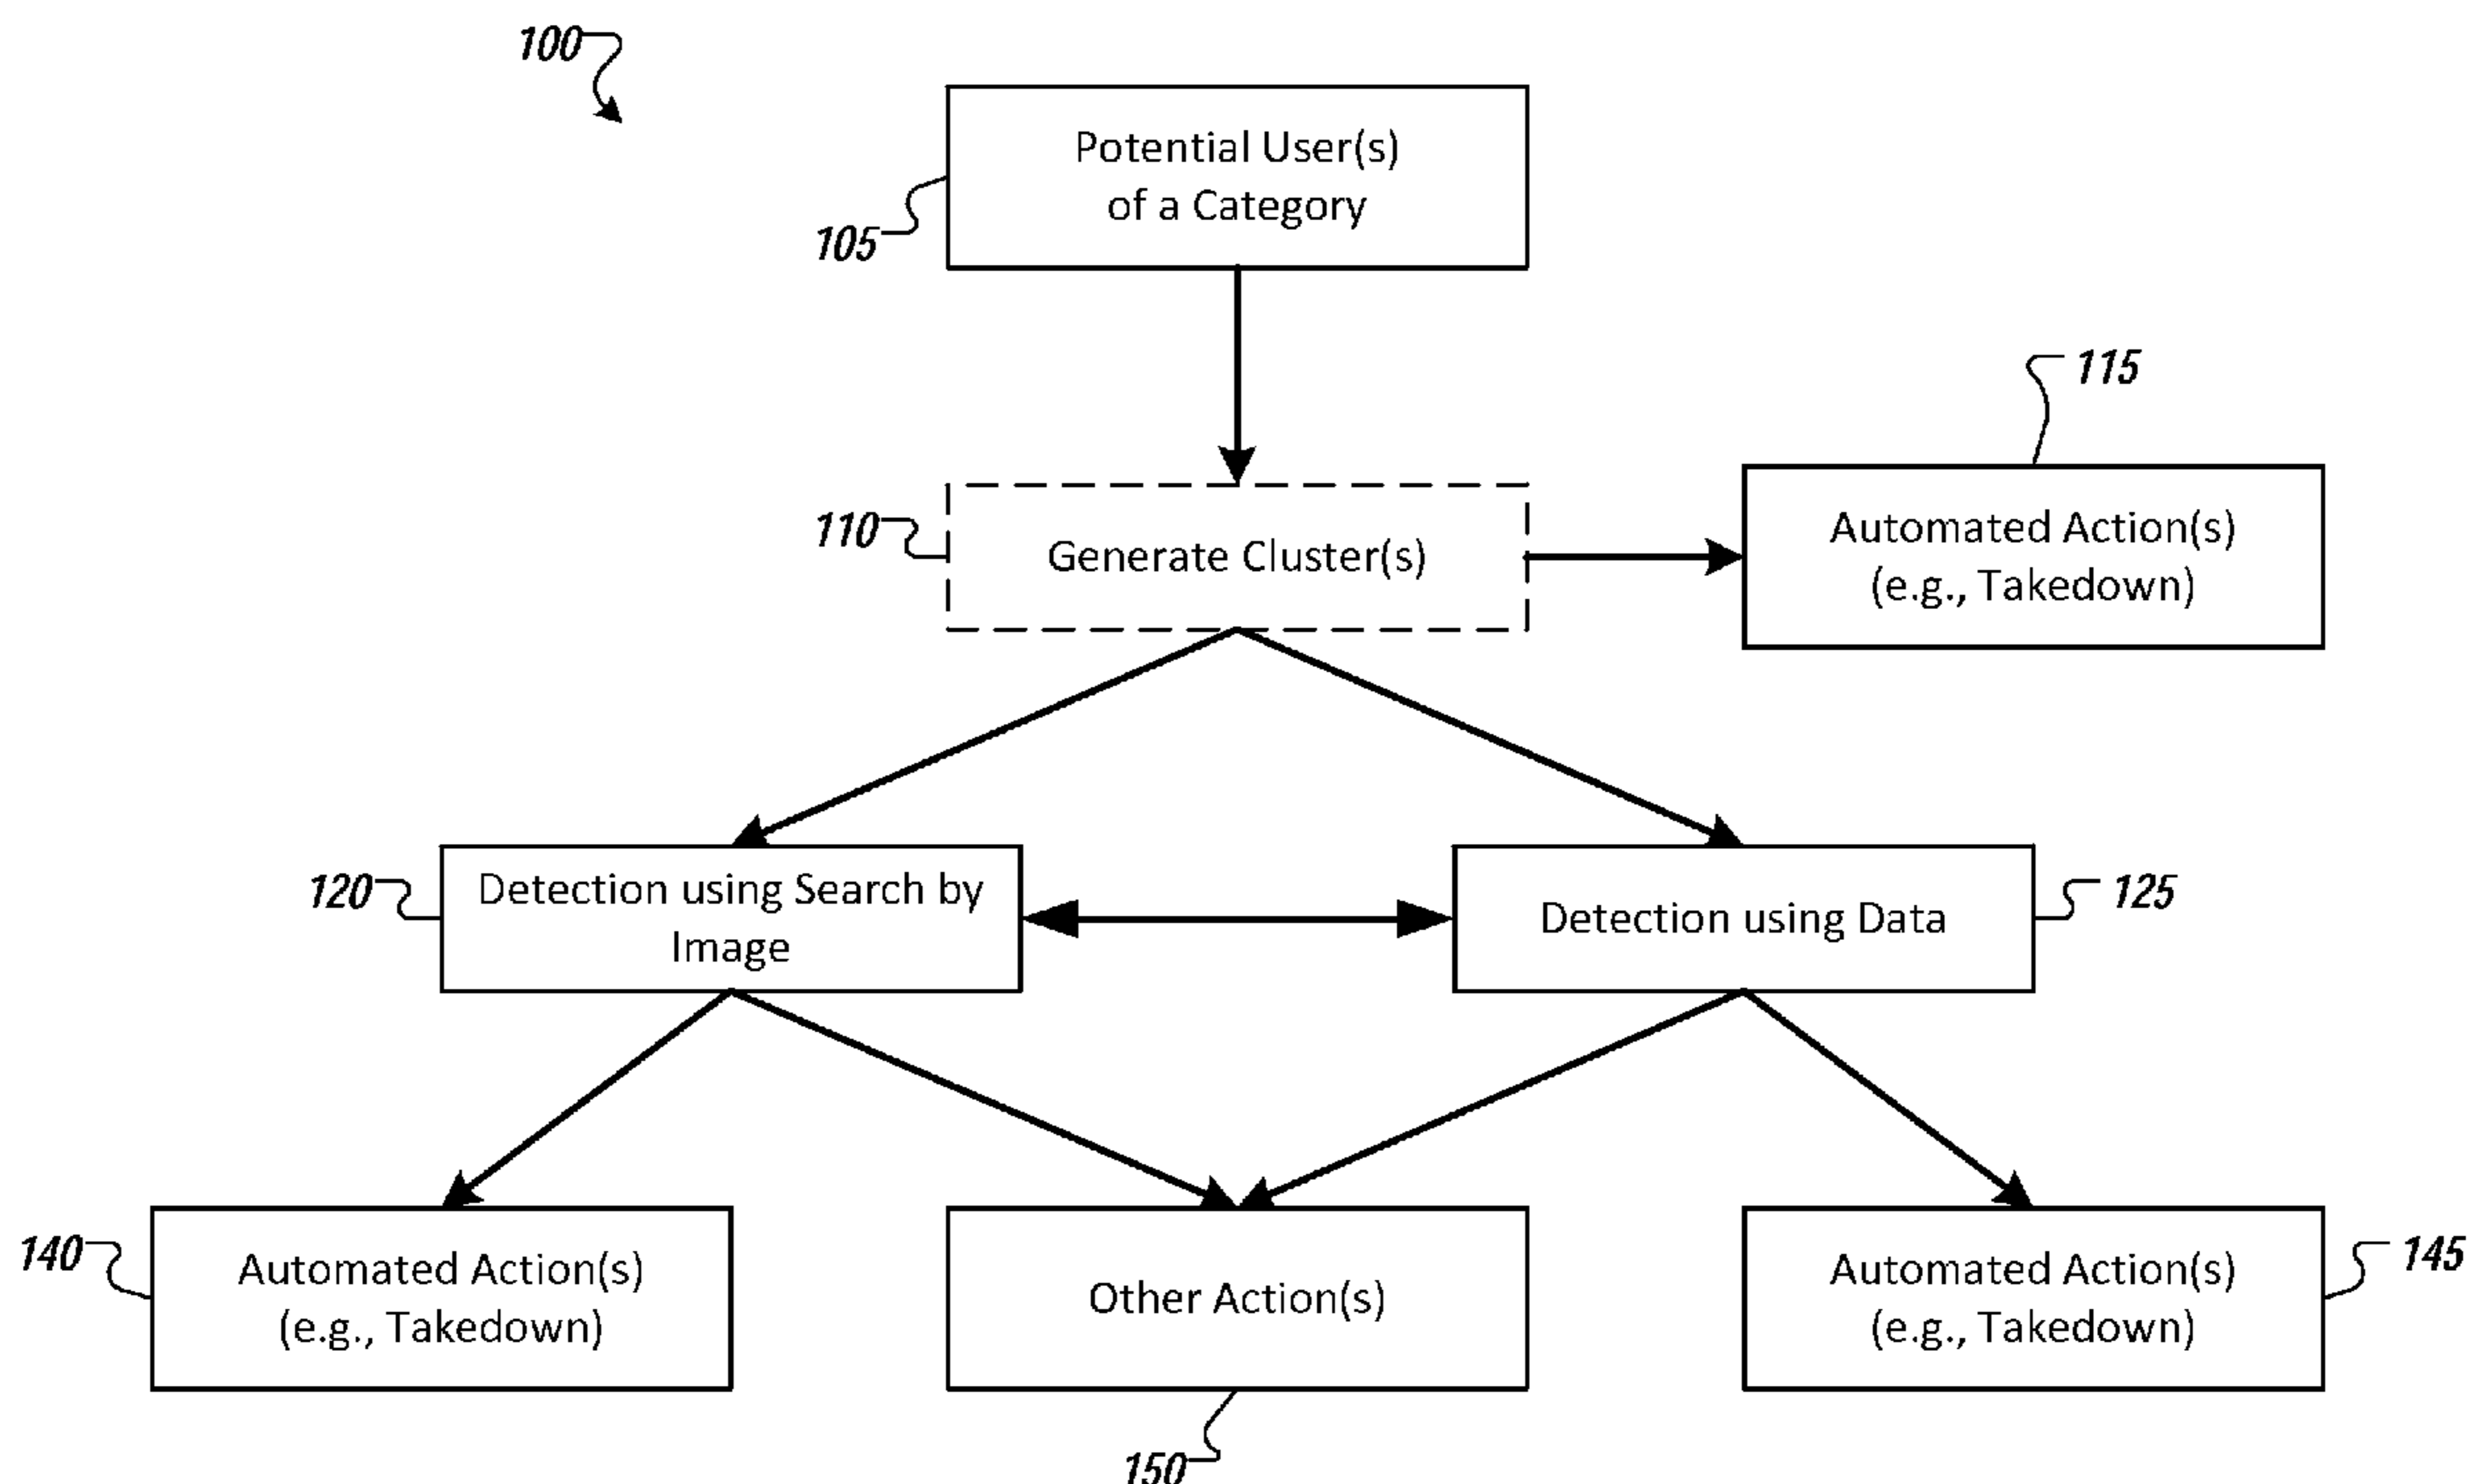 100
Potential User(s)
of a Category
105
115
110
Generate Cluster(s)
Automated Action(s)
(e.g., Takedown)
120
Detection using Search by
Image
Detection using Data
125
140
Automated Action(s)
(e.g., Takedown)
Other Action(s)
Automated Action(s)
(e.g., Takedown)
145
150